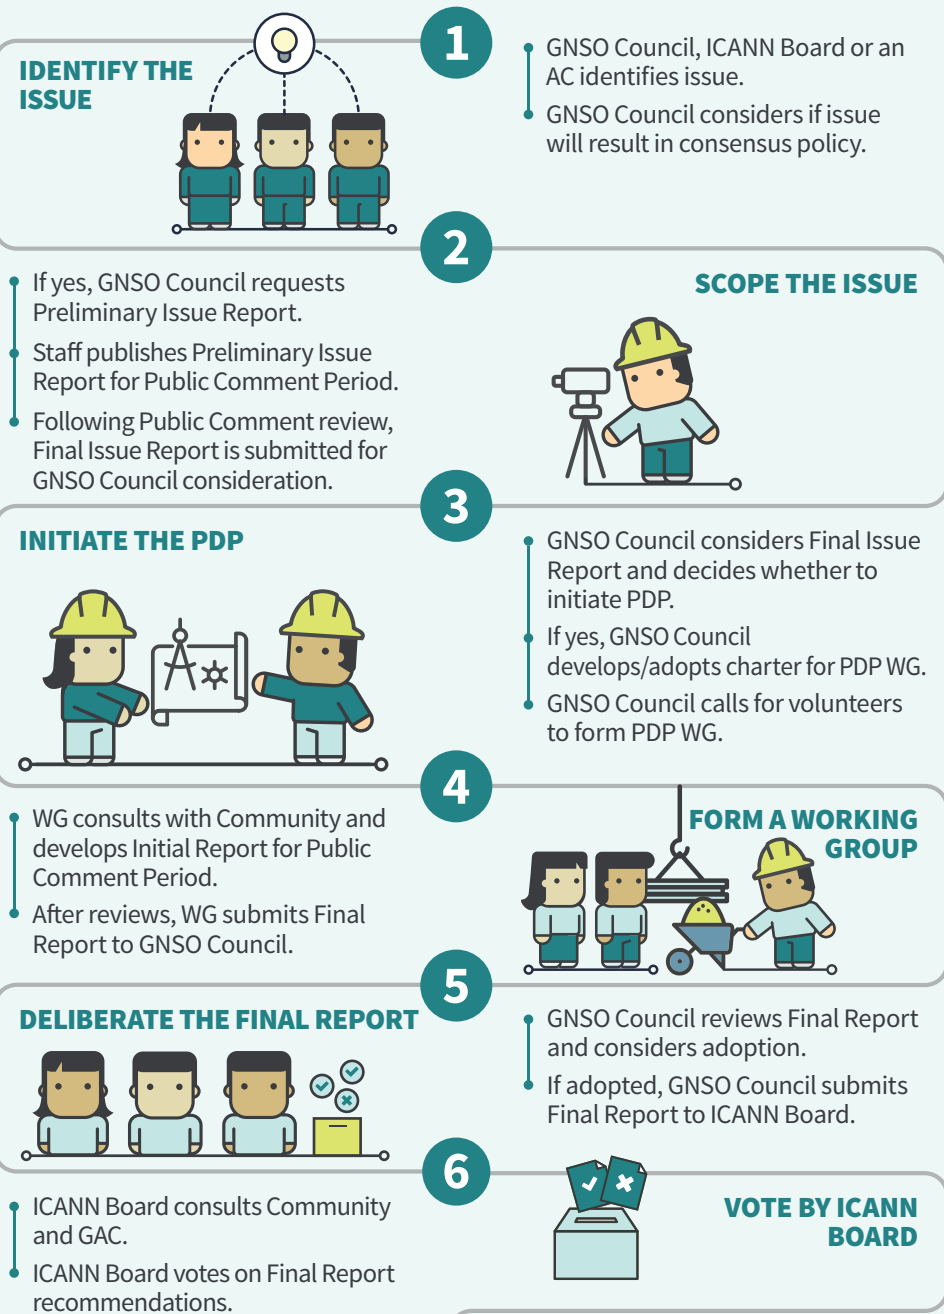 1
IDENTIFY THE
ISSUE
GNSO Council, ICANN Board or an
AC identifies issue.
GNSO Council considers if issue
will result in consensus policy.
2
SCOPE THE ISSUE
If yes, GNSO Council requests
Preliminary Issue Report.
Staff publishes Preliminary Issue
Report for Public Comment Period.
Following Public Comment review,
Final Issue Report is submitted for
GNSO Council consideration.
3
INITIATE THE PDP
GNSO Council considers Final Issue
Report and decides whether to
initiate PDP.
If yes, GNSO Council
develops/adopts charter for PDP WG.
GNSO Council calls for volunteers
to form PDP WG.
4
FORM A WORKING
GROUP
WG consults with Community and
develops Initial Report for Public
Comment Period.
After reviews, WG submits Final
Report to GNSO Council.
5
DELIBERATE THE FINAL REPORT
GNSO Council reviews Final Report
and considers adoption.
If adopted, GNSO Council submits
Final Report to ICANN Board.
6
VOTE BY ICANN
BOARD
ICANN Board consults Community
and GAC.
ICANN Board votes on Final Report
recommendations.